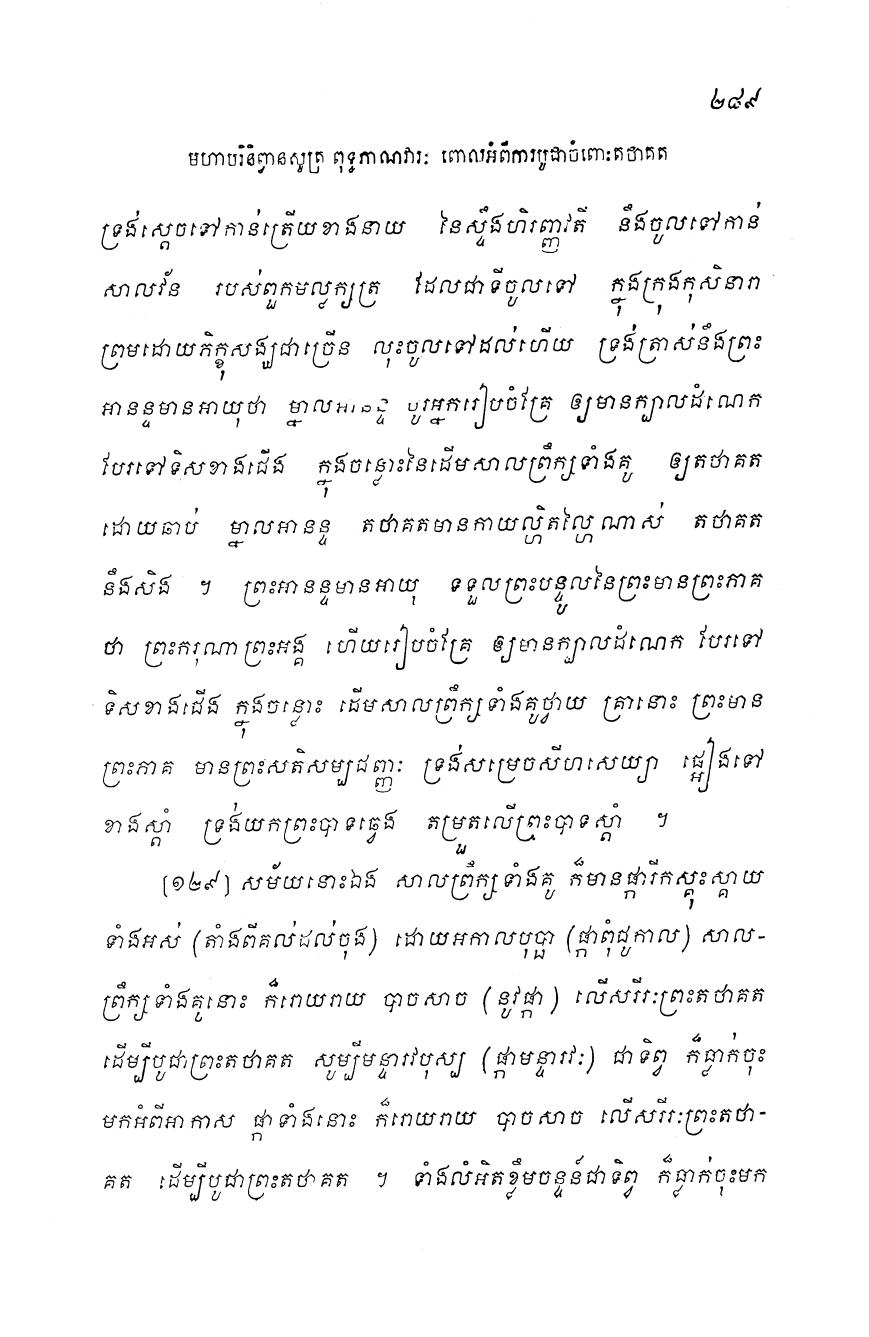 ២៨៩
មហាបរិនិព្វានសូត្រ ពុទ្ធភាណវារៈ ពោលអំពីការបូជាចំពោះតថាគត
ទ្រង់ស្តេចទៅកាន់ត្រើយខាងនាយ នៃស្ទឹងហិរញ្ញវតី នឹងចូលទៅកាន់
សាលវ័ន របស់ពួកមល្លក្សត្រ ដែលជាទីចូលទៅ ក្នុងក្រុងកុសិនារា
ព្រមដោយភិក្ខុសង្ឃជាច្រើន លុះចូលទៅដល់ហើយ ទ្រង់ត្រាស់នឹងព្រះ
អានន្ទមានអាយុថា ម្នាលអានន្ទ ចូរអ្នករៀបចំគ្រែ ឲ្យមានក្បាលដំណេក
បែរទៅទិសខាងជើង ក្នុងចន្លោះនៃដើមសាលព្រឹក្សទាំងគូ ឲ្យតថាគត
ដោយឆាប់ ម្នាលអានន្ទ តថាគតមានកាយល្ហិតល្ហៃណាស់ តថាគត
នឹងសិង ។ ព្រះអានន្ទមានអាយុ ទទួលព្រះបន្ទូលនៃព្រះមានព្រះភាគ
ថា ព្រះករុណាព្រះអង្គ ហើយរៀបចំគ្រែ ឲ្យមានក្បាលដំណេក បែរទៅ
ទិសខាងជើង ក្នុងចន្លោះ ដើមសាលព្រឹក្សទាំងគូថ្វាយ គ្រានោះ ព្រះមាន
ព្រះភាគ មានព្រះសតិសម្បជញ្ញៈ ទ្រង់សម្រេចសីហសេយ្យា ផ្អៀងទៅ
ខាងស្តាំ ទ្រង់យកព្រះបាទឆ្វេង តម្រួតលើព្រះបាទស្តាំ ។
[១២៩] សម័យនោះឯង សាលព្រឹក្សទាំងគូ ក៏មានផ្ការីកស្គុះស្គាយ
ទាំងអស់ (តាំងពីគល់ដល់ចុង) ដោយអកាលបុប្ផា (ផ្កាពុំជូកាល) សាល-
ព្រឹក្សទាំងគូនោះ ក៏រោយរាយ បាចសាច (នូវផ្កា) លើសរីរៈព្រះតថាគត
ដើម្បីបូជាព្រះតថាគត សូម្បីមន្ទារវបុស្ប (ផ្កាមន្ទារវៈ) ជាទិព្វ ក៏ធ្លាក់ចុះ
មកអំពីអាកាស ផ្កាទាំងនោះ ក៏រោយរាយ បាចសាច លើសរីរៈព្រះតថា-
គត ដើម្បីបូជាព្រះតថាគត ។ ទាំងលំអិតខ្លឹមចន្ទន៍ជាទិព្វ ក៏ធ្លាក់ចុះមក